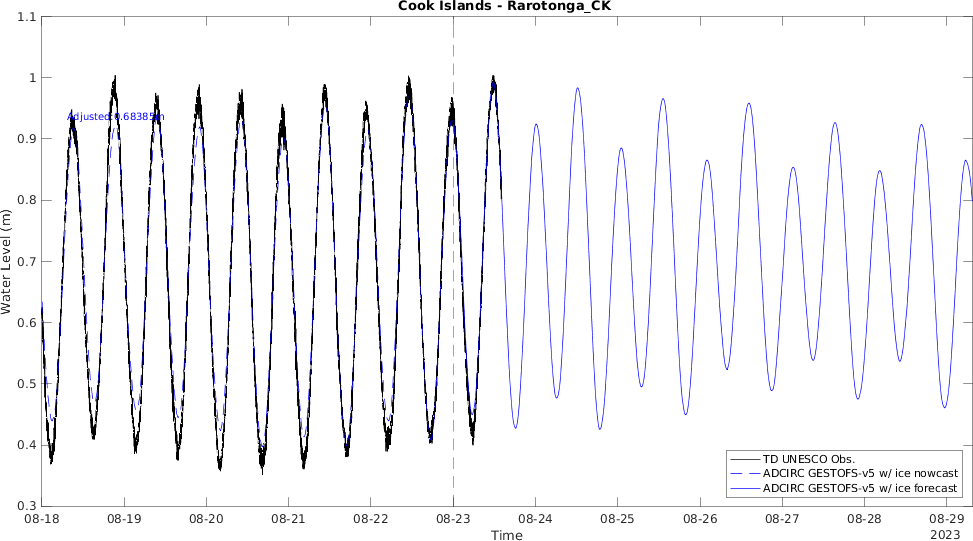 Cook Islands - Rarotonga_CK
1.1
1
0.9
0.8
0.7
0.6
0.5
0.4
0.3
Water Level (m)
Adjusted:0.68385m
TD UNESCO Obs.
ADCIRC GESTOFS-v5 w/ ice nowcast
ADCIRC GESTOFS-v5 w/ ice forecast
08-18 08-19 08-20 08-21 08-22 08-23 08-24 08-25 08-26 08-27 08-28 08-29
2023
Time